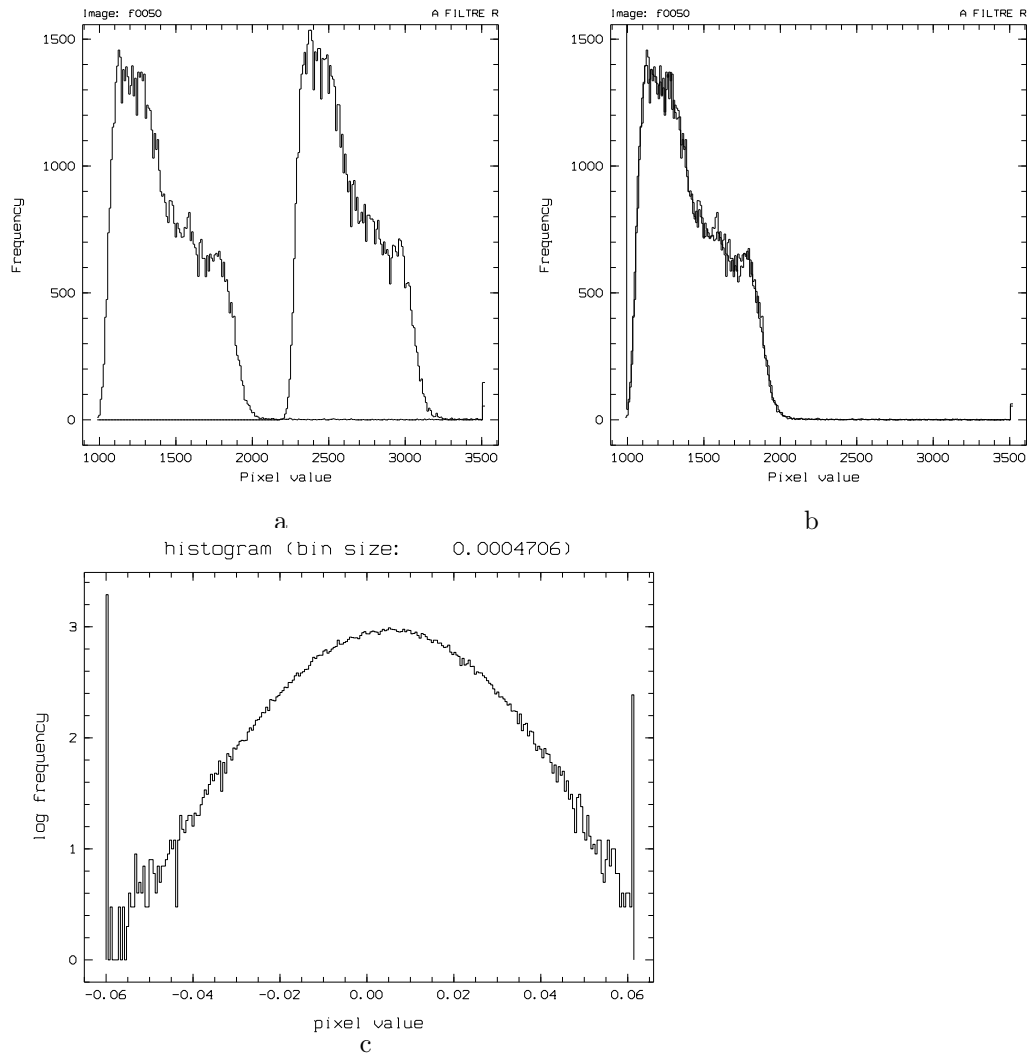 Image: f0050 A FILTRE R
1500
1000
500
0
Frequency
1000 1500 2000 2500 3000 3500
Pixel value
a
Image: f0050 A FILTRE R
1500
1000
500
0
Frequency
1000 1500 2000 2500 3000 3500
Pixel value
b
histogram (bin size: 0.0004706)
3
2
1
0
log frequency
-0.06 -0.04 -0.02 0.00 0.02 0.04 0.06
pixel value
c